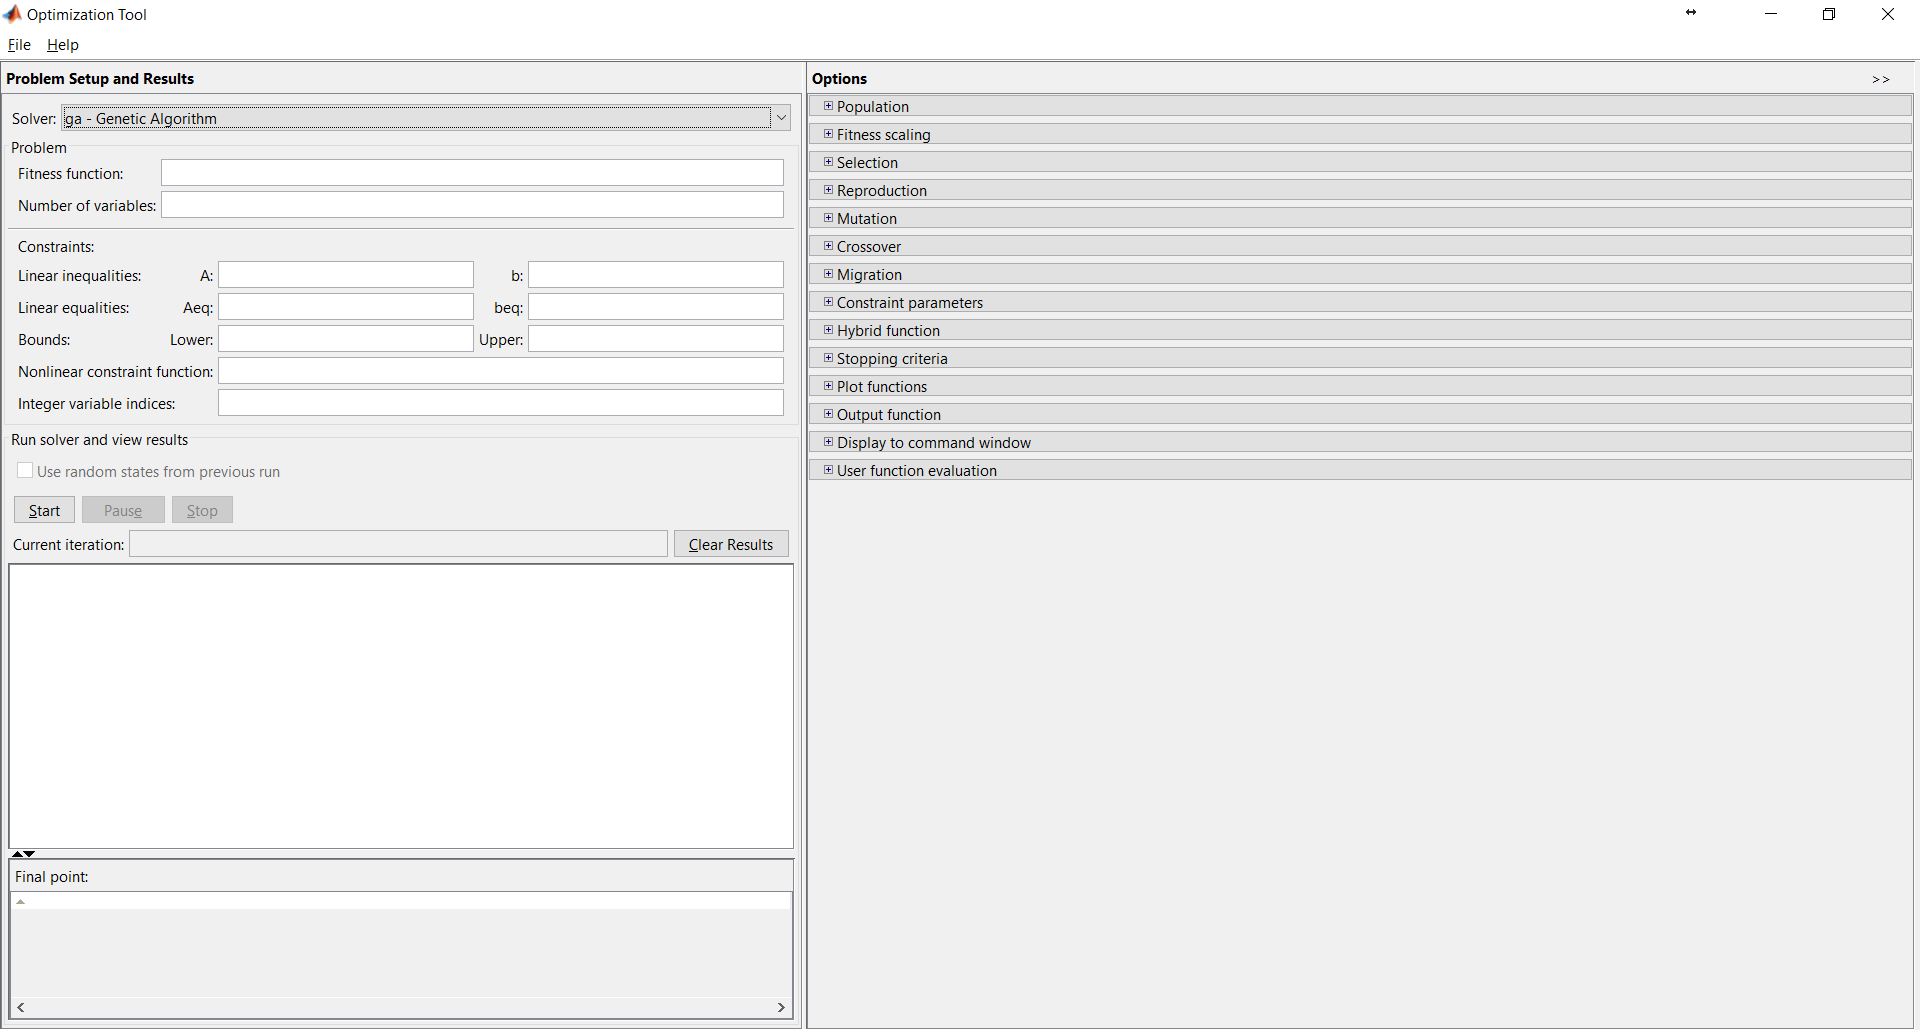 Optimization Tool
File Help
Problem Setup and Results
Solver: ga - Genetic Algorithm
Problem
Fitness function:
Number of variables:
Constraints:
Linear inequalities: A: b:
Linear equalities: Aeq: beq:
Bounds: Lower: Upper:
Nonlinear constraint function:
Integer variable indices:
Run solver and view results
Use random states from previous run
Start Pause Stop
Current iteration: Clear Results
Final point:
Options >>
Population
Fitness scaling
Selection
Reproduction
Mutation
Crossover
Migration
Constraint parameters
Hybrid function
Stopping criteria
Plot functions
Output function
Display to command window
User function evaluation